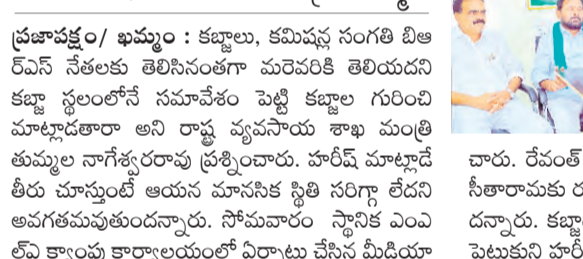 ప్రజాపక్షం/ ఖమ్మం : కబ్జాలు, కమిషన్ల సంగతి బిఆ
ర్ఎస్ నేతలకు తెలిసినంతగా మరెవరికి తెలియదని
కబ్జా స్థలంలోనే సమావేశం పెట్టి కబ్జాల గురించి
మాట్లాడతారా అని రాష్ట్ర వ్యవసాయ శాఖ మంత్రి
తుమ్మల నాగేశ్వరరావు ప్రశ్నించారు. హరీష్ మాట్లాడే
తీరు చూస్తుంటే ఆయన మానసిక స్థితి సరిగ్గా లేదని
అవగతమవుతుందన్నారు. సోమవారం స్థానిక ఎంఎ
ల్ఎ క్యాంపు కార్యాలయంలో ఏర్పాటు చేసిన మీడియా
చారు. రేవంత్
సీతారామకు
దన్నారు. కబ్జా
పెట్టుకుని హరీ